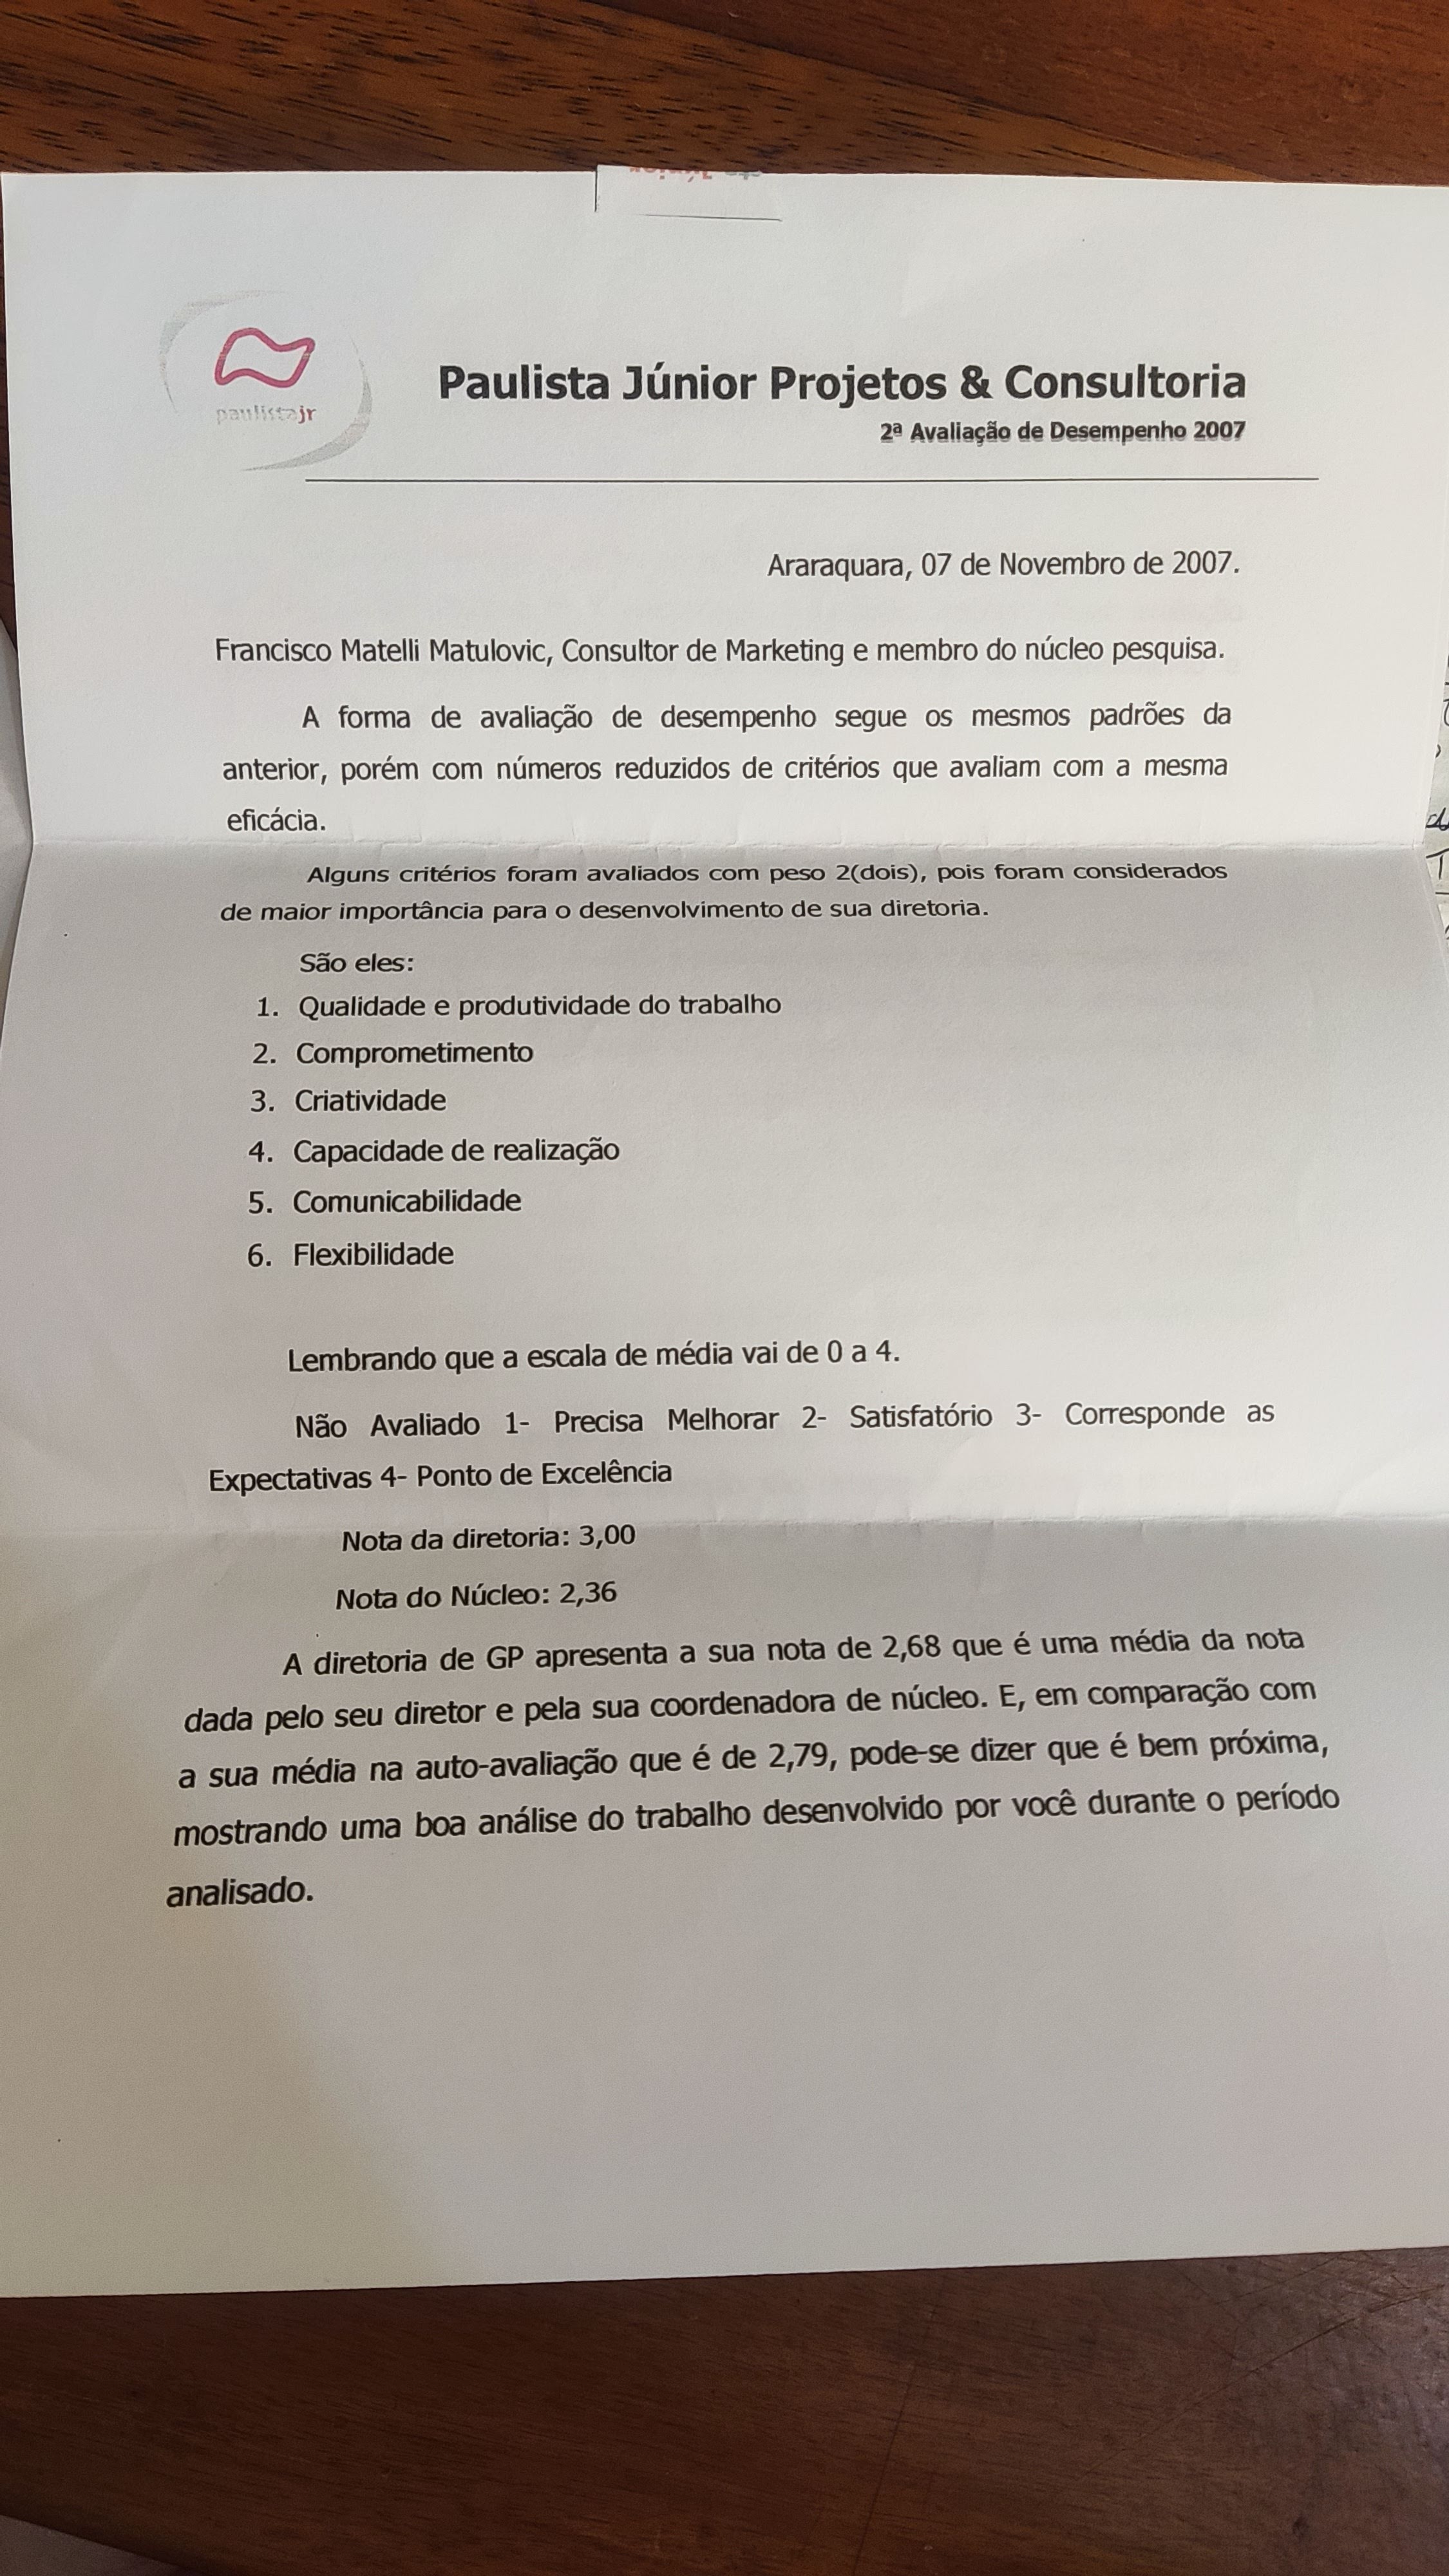 paulistajr
Paulista Júnior Projetos & Consultoria
2ª Avaliação de Desempenho 2007
Araraquara, 07 de Novembro de 2007.
Francisco Matelli Matulovic, Consultor de Marketing e membro do núcleo pesquisa.
A forma de avaliação de desempenho segue os mesmos padrões da
anterior, porém com números reduzidos de critérios que avaliam com a mesma
eficácia.
Alguns critérios foram avaliados com peso 2(dois), pois foram considerados
de maior importância para o desenvolvimento de sua diretoria.
São eles:
1. Qualidade e produtividade do trabalho
2. Comprometimento
3. Criatividade
4. Capacidade de realização
5. Comunicabilidade
6. Flexibilidade
Lembrando que a escala de média vai de 0 a 4.
Não Avaliado 1- Precisa Melhorar 2- Satisfatório 3- Corresponde as
Expectativas 4- Ponto de Excelência
Nota da diretoria: 3,00
Nota do Núcleo: 2,36
A diretoria de GP apresenta a sua nota de 2,68 que é uma média da nota
dada pelo seu diretor e pela sua coordenadora de núcleo. E, em comparação com
a sua média na auto-avaliação que é de 2,79, pode-se dizer que é bem próxima,
mostrando uma boa análise do trabalho desenvolvido por você durante o período
analisado.